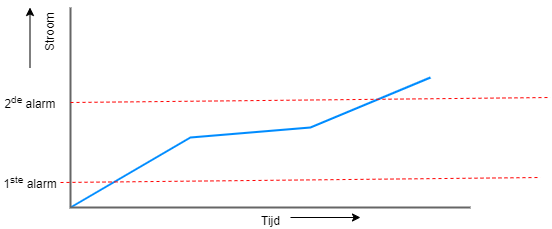 Stroom
2de alarm
1ste alarm
Tijd